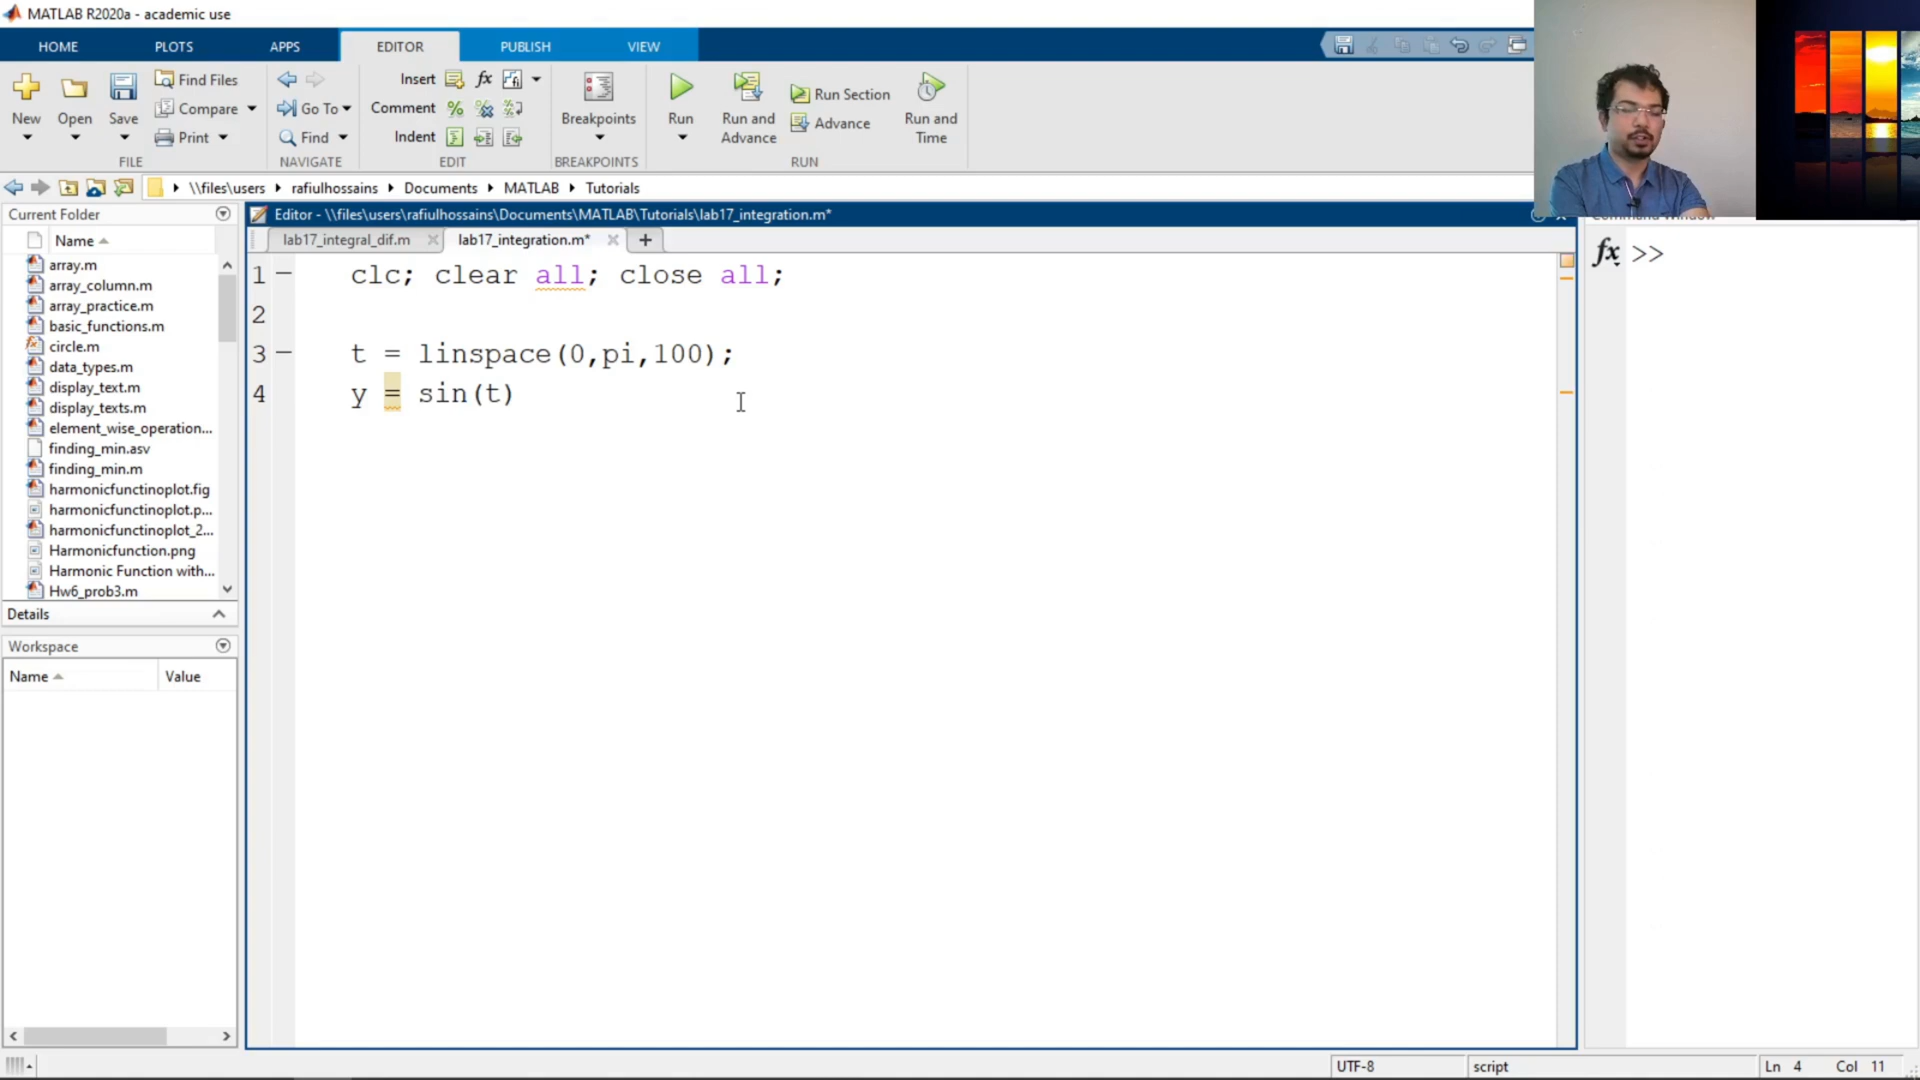 MATLAB R2020a - academic use
HOME PLOTS APPS EDITOR PUBLISH VIEW
New
Open
Save
Find Files
Compare
Print
FILE
Go To
Find
NAVIGATE
Insert fx
Comment
Indent
EDIT
Breakpoints
BREAKPOINTS
Run
Run and Advance
Run Section
Advance
Run and Time
RUN
\\files\users rafiulhossains Documents MATLAB Tutorials
Current Folder
Name
array.m
array_column.m
array_practice.m
basic_functions.m
circle.m
data_types.m
display_text.m
display_texts.m
element_wise_operation...
finding_min.asv
finding_min.m
harmonicfunctinoplot.fig
harmonicfunctinoplot.p...
harmonicfunctinoplot_2...
Harmonicfunction.png
Harmonic Function with...
Hw6_prob3.m
Details
Workspace
Name Value
Editor - \\files\users\rafiulhossains\Documents\MATLAB\Tutorials\lab17_integration.m*
lab17_integral_dif.m lab17_integration.m* +
1 clc; clear all; close all;
2
3 t = linspace(0,pi,100);
4 y = sin(t)
fx >>
UTF-8 script Ln 4 Col 11